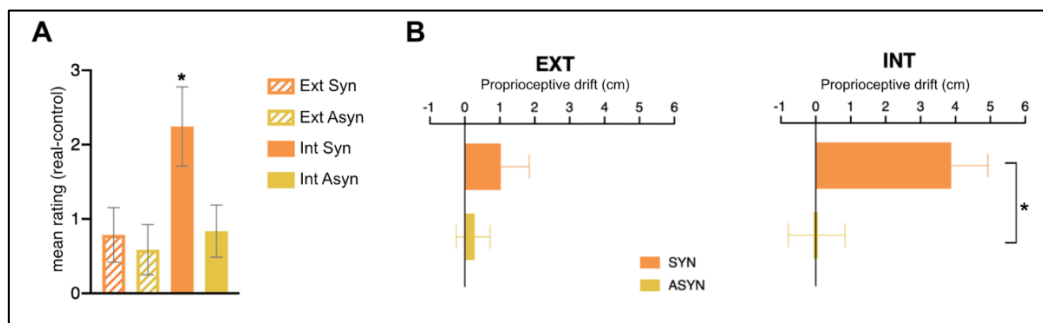 A
3
2
1
0
mean rating (real-control)
*
Ext Syn
Ext Asyn
Int Syn
Int Asyn
B
EXT
Proprioceptive drift (cm)
-1 0 1 2 3 4 5 6
INT
Proprioceptive drift (cm)
-1 0 1 2 3 4 5 6
*
SYN
ASYN